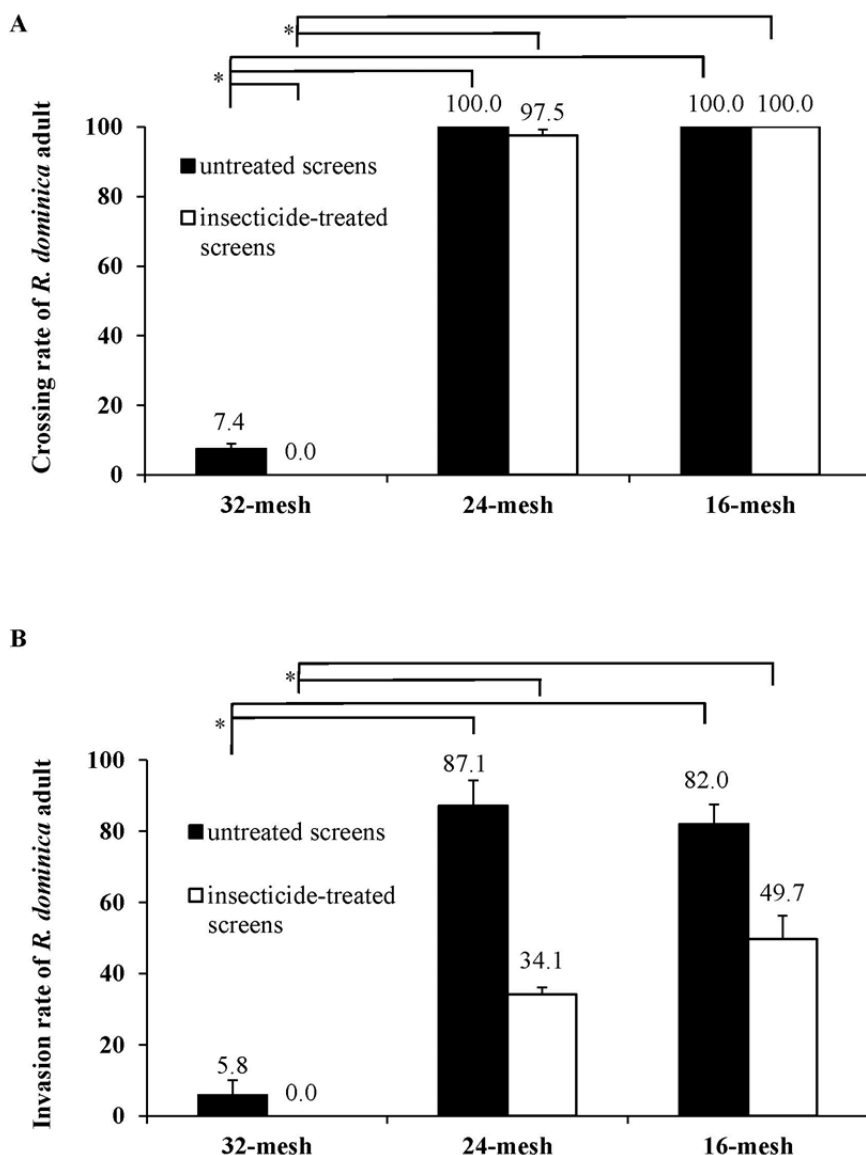 A
*
*
100.0
97.5
100.0
100.0
100
80
60
40
20
0
Crossing rate of R. dominica adult
untreated screens
insecticide-treated
screens
7.4
0.0
32-mesh
24-mesh
16-mesh
B
*
*
100
80
60
40
20
0
Invasion rate of R. dominica adult
untreated screens
insecticide-treated
screens
87.1
82.0
34.1
49.7
5.8
0.0
32-mesh
24-mesh
16-mesh